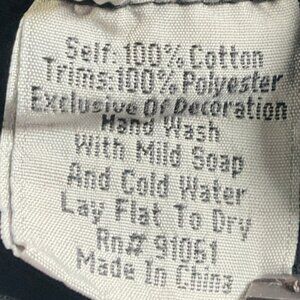 Self: 100% Cotton
Trims:100% Polyester
Exclusive Of Decoration
Hand Wash
With Mild Soap
And Cold Water
Lay Flat To Dry
Rn# 91061
Made In China